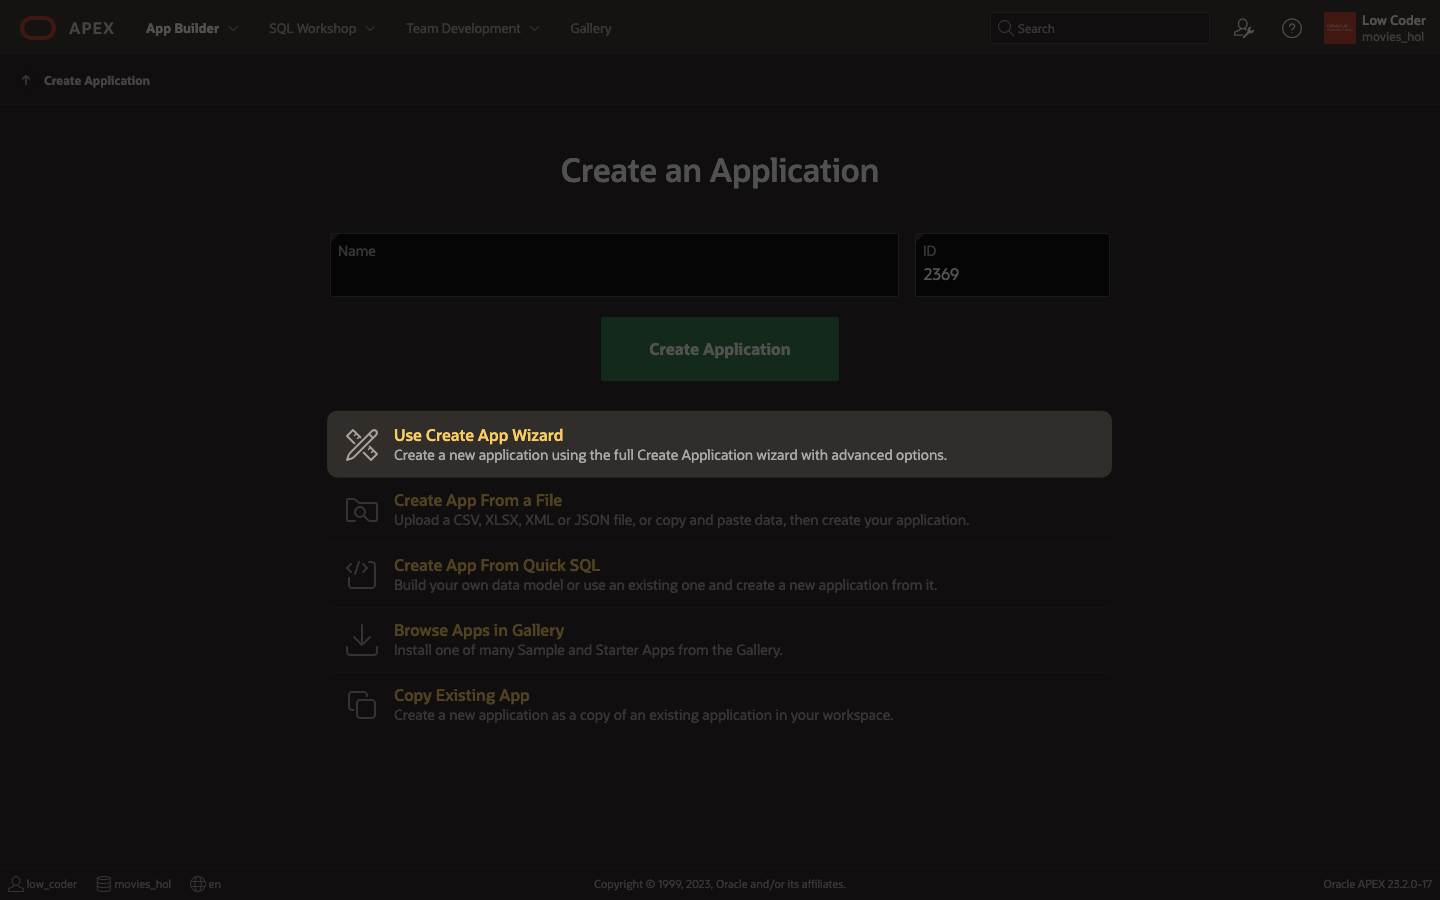 APEX
App Builder
SQL Workshop
Team Development
Gallery
Search
Low Coder
movies_hol
Create Application
Create an Application
Name
ID
2369
Create Application
Use Create App Wizard
Create a new application using the full Create Application wizard with advanced options.
Create App From a File
Upload a CSV, XLSX, XML or JSON file, or copy and paste data, then create your application.
Create App From Quick SQL
Build your own data model or use an existing one and create a new application from it.
Browse Apps in Gallery
Install one of many Sample and Starter Apps from the Gallery.
Copy Existing App
Create a new application as a copy of an existing application in your workspace.
low_coder
movies_hol
en
Copyright © 1999, 2023, Oracle and/or its affiliates.
Oracle APEX 23.2.0-17